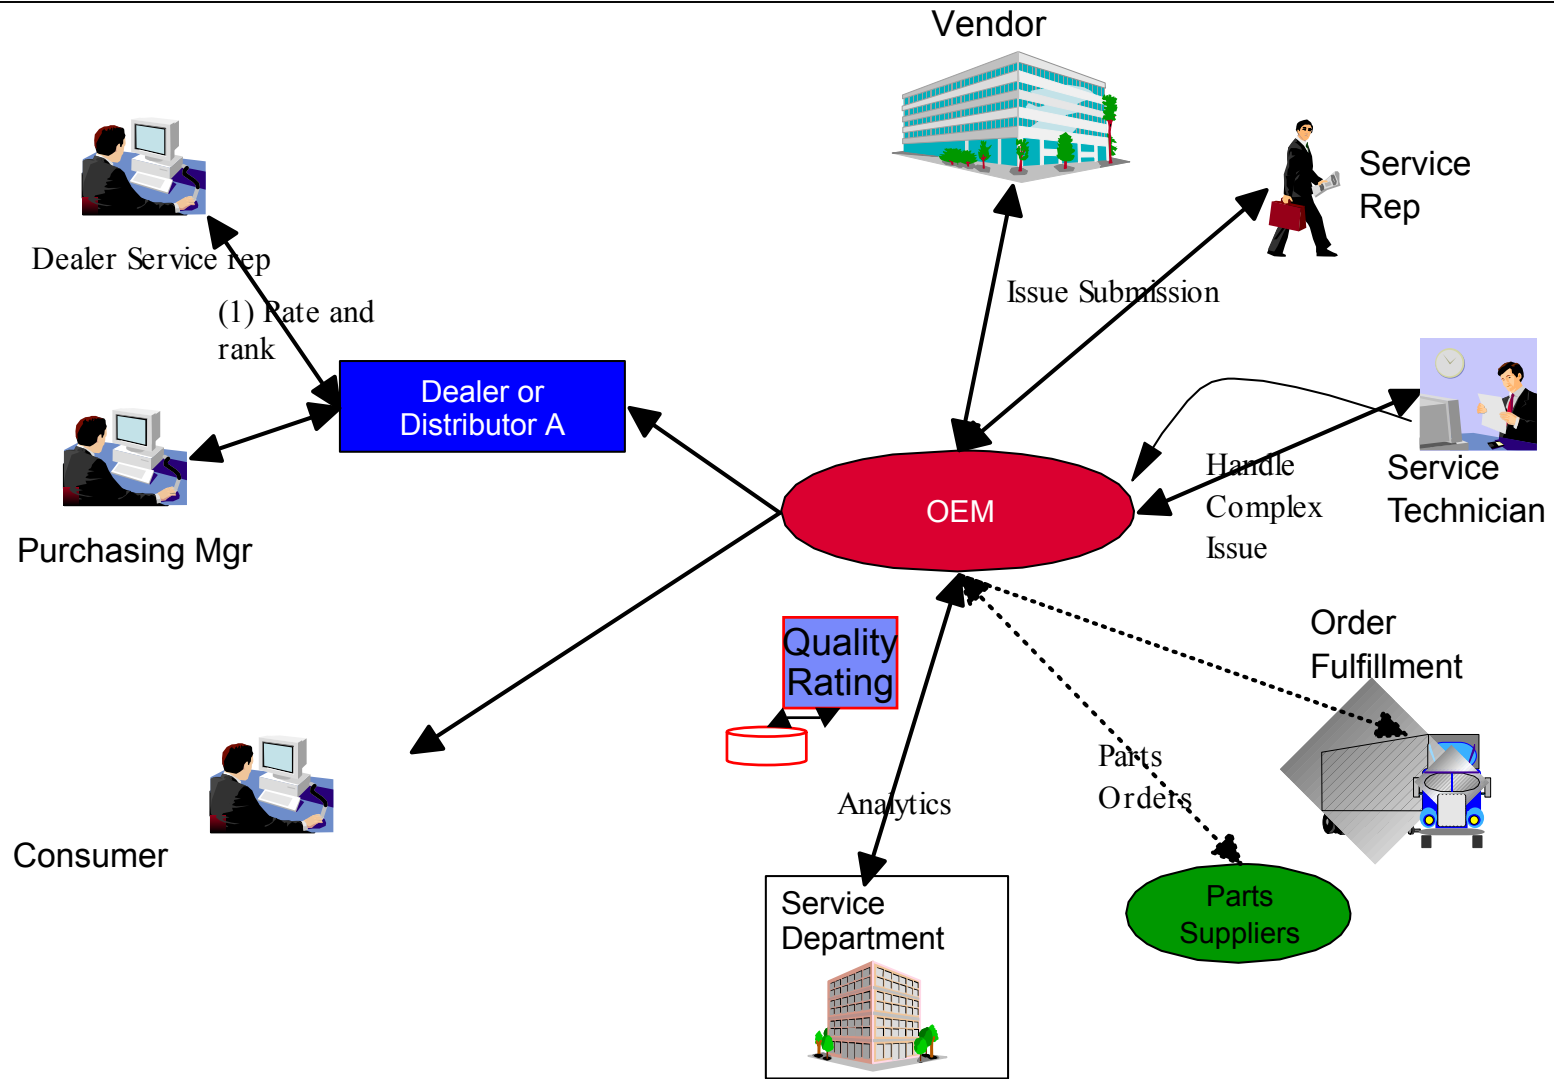 Vendor
Service
Rep
Dealer Service rep
Issue Submission
(1) Rate and
rank
Dealer or
Distributor A
Handle
Complex
Issue
Service
Technician
OEM
Purchasing Mgr
Order
Fulfillment
Quality
Rating
Parts
Orders
Analytics
Consumer
Service
Department
Parts
Suppliers